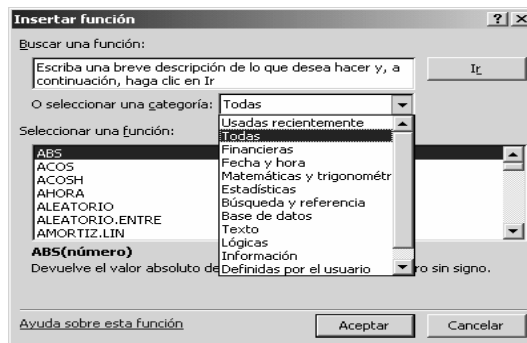 Insertar función
Buscar una función:
Escriba una breve descripción de lo que desea hacer y, a
continuación, haga clic en Ir
Ir
O seleccionar una categoría: Todas
Usadas recientemente
Todas
Financieras
Fecha y hora
Matemáticas y trigonométr
Estadísticas
Búsqueda y referencia
Base de datos
Texto
Lógicas
Información
Definidas por el usuario
Seleccionar una función:
ABS
ACOS
ACOSH
AHORA
ALEATORIO
ALEATORIO.ENTRE
AMORTIZ.LIN
ABS(número)
Devuelve el valor absoluto de ro sin signo.
Ayuda sobre esta función
Aceptar
Cancelar